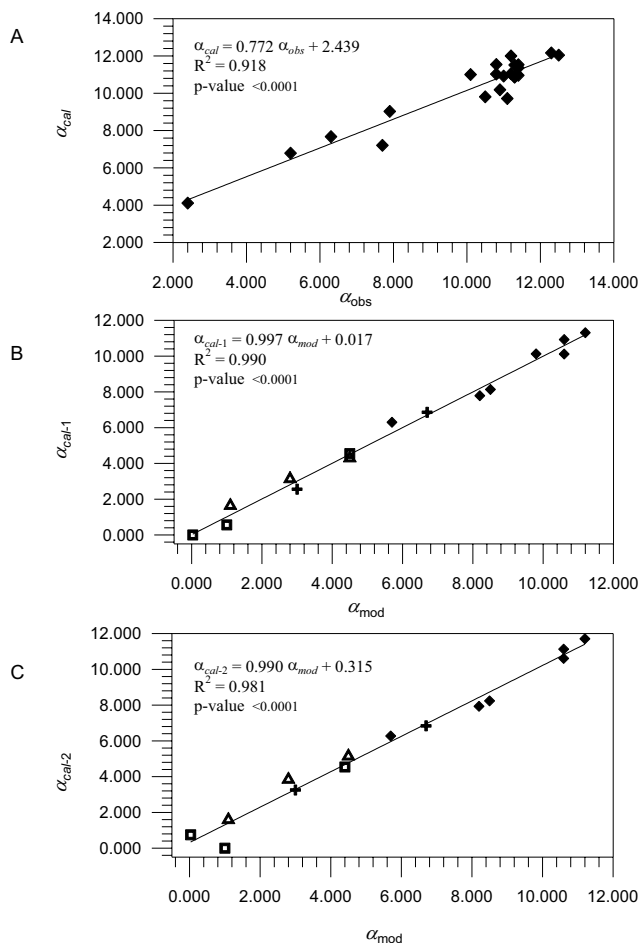 A
α_cal = 0.772 α_obs + 2.439
R² = 0.918
p-value <0.0001
α_cal
14.000
12.000
10.000
8.000
6.000
4.000
2.000
2.000 4.000 6.000 8.000 10.000 12.000 14.000
α_obs
B
α_cal-1 = 0.997 α_mod + 0.017
R² = 0.990
p-value <0.0001
α_cal-1
12.000
10.000
8.000
6.000
4.000
2.000
0.000
0.000 2.000 4.000 6.000 8.000 10.000 12.000
α_mod
C
α_cal-2 = 0.990 α_mod + 0.315
R² = 0.981
p-value <0.0001
α_cal-2
12.000
10.000
8.000
6.000
4.000
2.000
0.000
0.000 2.000 4.000 6.000 8.000 10.000 12.000
α_mod